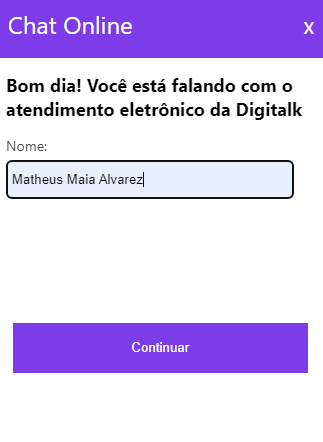 Chat Online x
Bom dia! Você está falando com o
atendimento eletrônico da Digitalk
Nome:
Matheus Maia Alvarez
Continuar